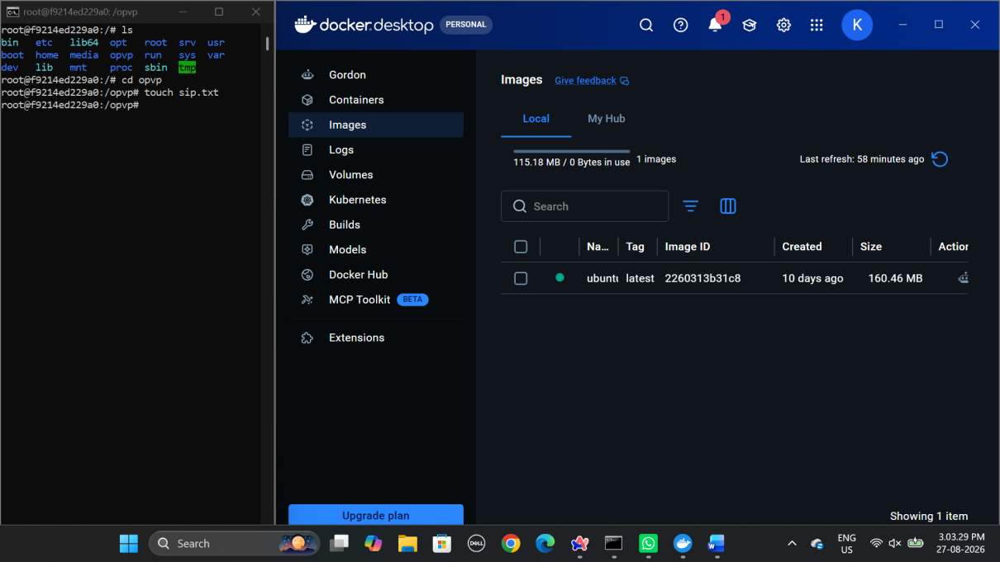 root@f9214ed229a0: /opvp
root@f9214ed229a0:/# ls
bin etc lib64 opt root srv usr
boot home media opvp run sys var
dev lib mnt proc sbin tmp
root@f9214ed229a0:/# cd opvp
root@f9214ed229a0:/opvp# touch sip.txt
root@f9214ed229a0:/opvp#
docker.desktop PERSONAL
1
K
Gordon
Containers
Images
Logs
Volumes
Kubernetes
Builds
Models
Docker Hub
MCP Toolkit BETA
Extensions
Upgrade plan
Images Give feedback
Local My Hub
115.18 MB / 0 Bytes in use 1 images
Last refresh: 58 minutes ago
Search
Na... Tag Image ID Created Size Action
ubuntu latest 2260313b31c8 10 days ago 160.46 MB
Showing 1 item
Search
DELL
W
ENG
US
3.03.29 PM
27-08-2026